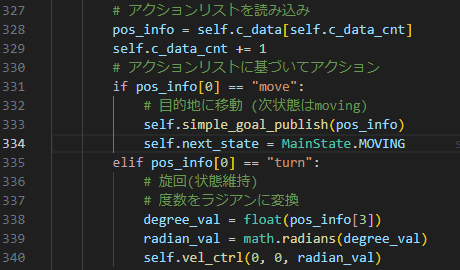 327 # アクションリストを読み込み
328 pos_info = self.c_data[self.c_data_cnt]
329 self.c_data_cnt += 1
330 # アクションリストに基づいてアクション
331 if pos_info[0] == "move":
332 # 目的地に移動 (次状態はmoving)
333 self.simple_goal_publish(pos_info)
334 self.next_state = MainState.MOVING
335 elif pos_info[0] == "turn":
336 # 旋回(状態維持)
337 # 度数をラジアンに変換
338 degree_val = float(pos_info[3])
339 radian_val = math.radians(degree_val)
340 self.vel_ctrl(0, 0, radian_val)